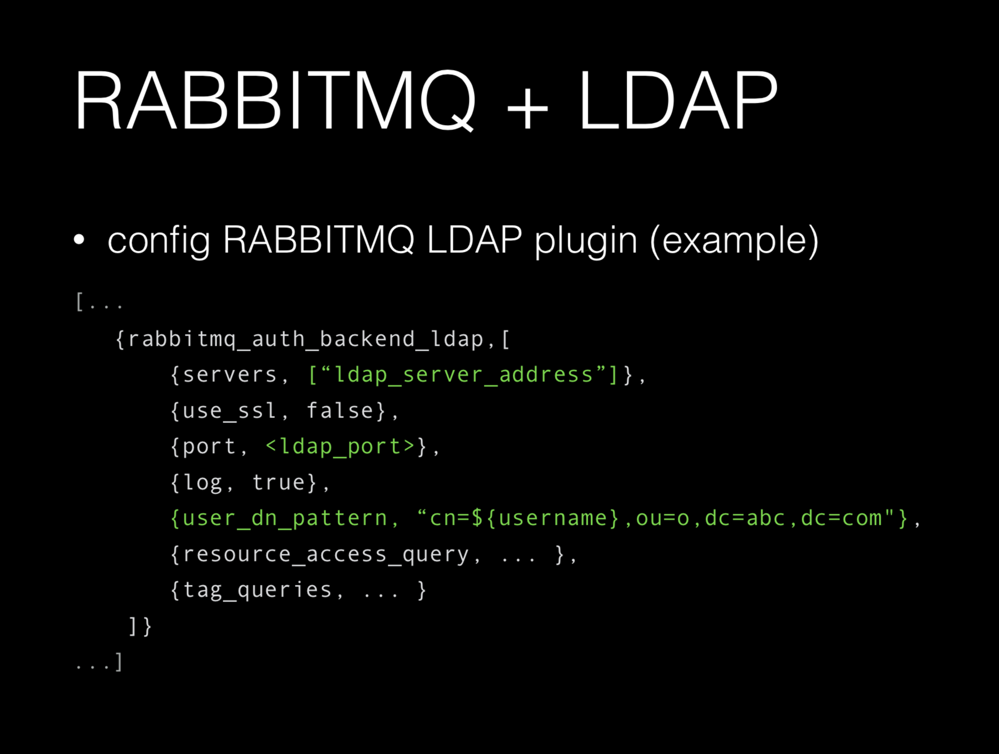 RABBITMQ + LDAP
• config RABBITMQ LDAP plugin (example)
[...
{rabbitmq_auth_backend_ldap,[
{servers, [“ldap_server_address”]},
{use_ssl, false},
{port, <ldap_port>},
{log, true},
{user_dn_pattern, “cn=${username},ou=o,dc=abc,dc=com"},
{resource_access_query, ... },
{tag_queries, ... }
]}
...]